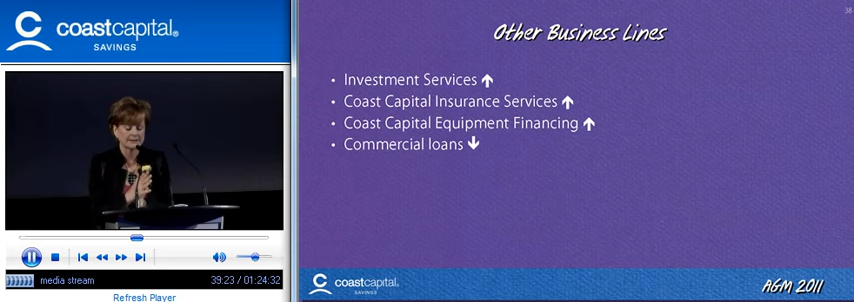 coastcapital®
SAVINGS
media stream
39:23 / 01:24:32
Refresh Player
38
Other Business Lines
• Investment Services ↑
• Coast Capital Insurance Services ↑
• Coast Capital Equipment Financing ↑
• Commercial loans ↓
coastcapital®
SAVINGS
AGM 2011